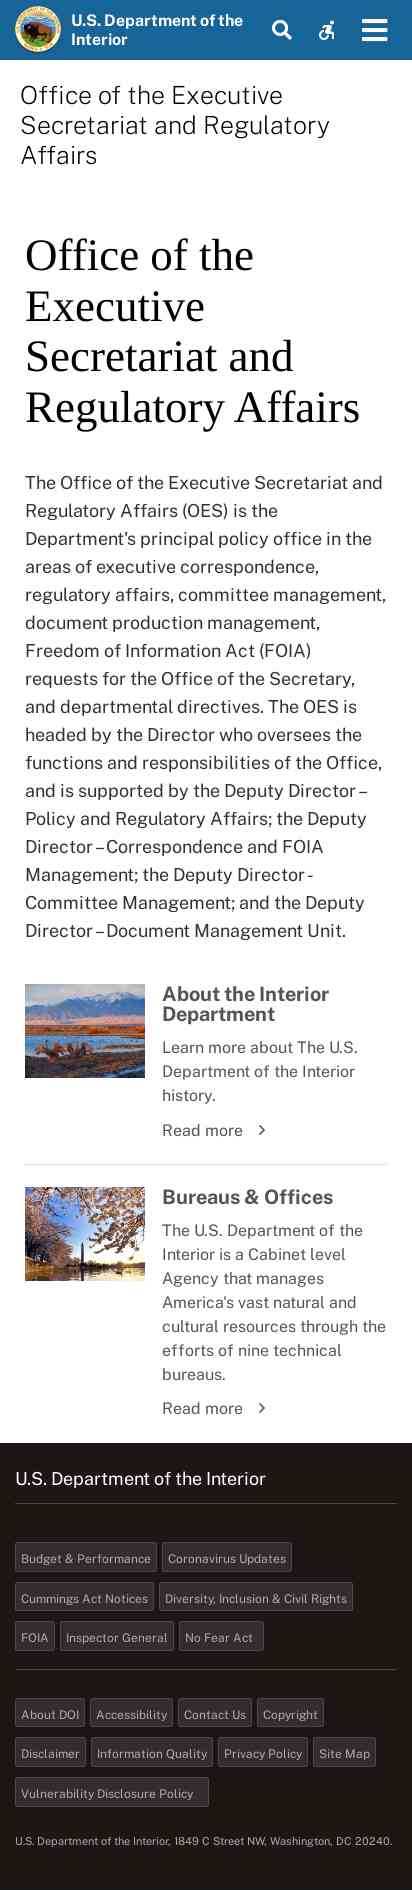 U.S. Department of the
Interior
Office of the Executive
Secretariat and Regulatory
Affairs
Office of the
Executive
Secretariat and
Regulatory Affairs
The Office of the Executive Secretariat and
Regulatory Affairs (OES) is the
Department's principal policy office in the
areas of executive correspondence,
regulatory affairs, committee management,
document production management,
Freedom of Information Act (FOIA)
requests for the Office of the Secretary,
and departmental directives. The OES is
headed by the Director who oversees the
functions and responsibilities of the Office,
and is supported by the Deputy Director –
Policy and Regulatory Affairs; the Deputy
Director – Correspondence and FOIA
Management; the Deputy Director -
Committee Management; and the Deputy
Director – Document Management Unit.
About the Interior
Department
Learn more about The U.S.
Department of the Interior
history.
Read more
Bureaus & Offices
The U.S. Department of the
Interior is a Cabinet level
Agency that manages
America's vast natural and
cultural resources through the
efforts of nine technical
bureaus.
Read more
U.S. Department of the Interior
Budget & Performance Coronavirus Updates
Cummings Act Notices Diversity, Inclusion & Civil Rights
FOIA Inspector General No Fear Act
About DOI Accessibility Contact Us Copyright
Disclaimer Information Quality Privacy Policy Site Map
Vulnerability Disclosure Policy
U.S. Department of the Interior, 1849 C Street NW, Washington, DC 20240.